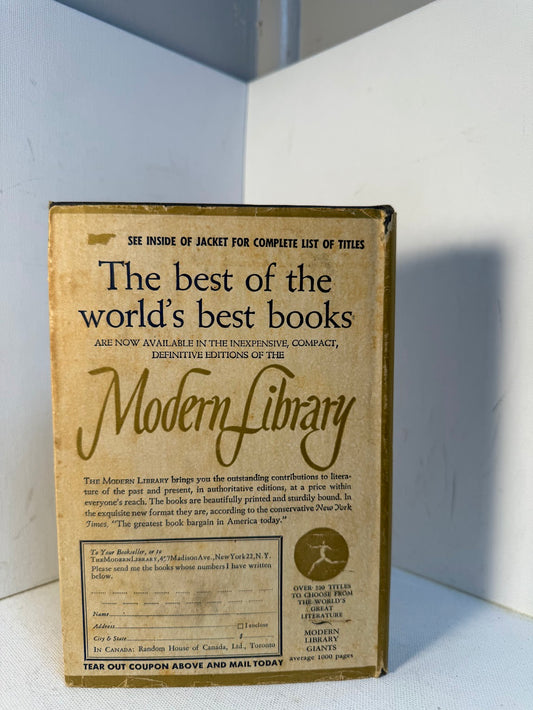 SEE INSIDE OF JACKET FOR COMPLETE LIST OF TITLES
The best of the
world's best books
ARE NOW AVAILABLE IN THE INEXPENSIVE, COMPACT,
DEFINITIVE EDITIONS OF THE
Modern Library
THE MODERN LIBRARY brings you the outstanding contributions to litera-
ture of the past and present, in authoritative editions, at a price within
everyone's reach. The books are beautifully printed and sturdily bound. In
the exquisite new format they are, according to the conservative New York
Times, "The greatest book bargain in America today."
To Your Bookseller, or to
THE MODERN LIBRARY, 457 Madison Ave., New York 22, N.Y.
Please send me the books whose numbers I have written
below.
Name
Address
I enclose
City & State
$
IN CANADA: Random House of Canada, Ltd., Toronto
TEAR OUT COUPON ABOVE AND MAIL TODAY
OVER 300 TITLES
TO CHOOSE FROM
THE WORLD'S
GREAT
LITERATURE
MODERN
LIBRARY
GIANTS
average 1000 pages